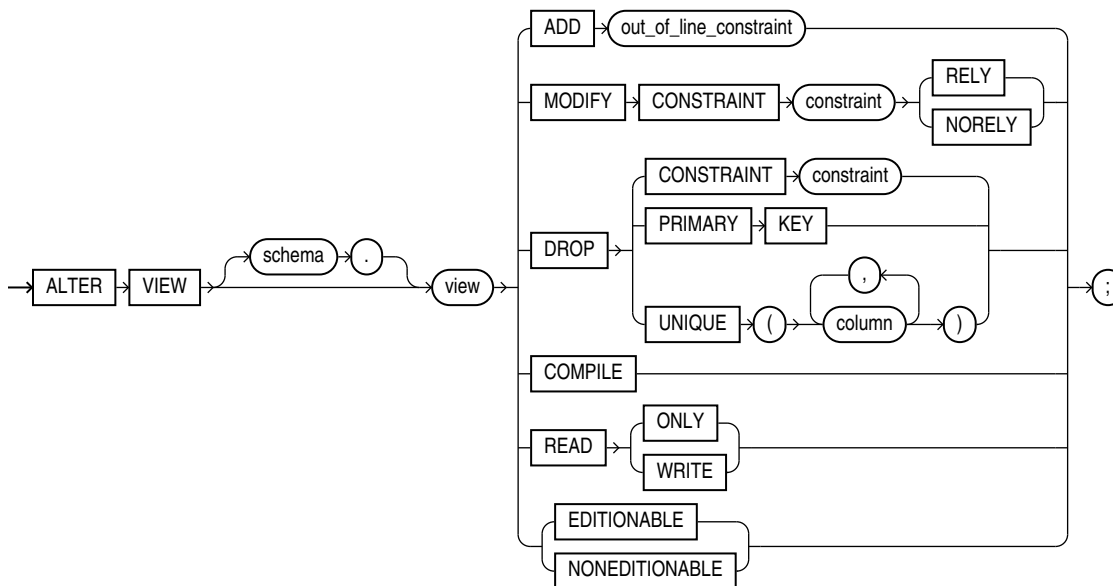 ADD out_of_line_constraint
MODIFY CONSTRAINT constraint RELY
NORELY
CONSTRAINT constraint
PRIMARY KEY
DROP
UNIQUE ( column , )
ALTER VIEW schema . view
COMPILE
READ ONLY
WRITE
EDITIONABLE
NONEDITIONABLE
;